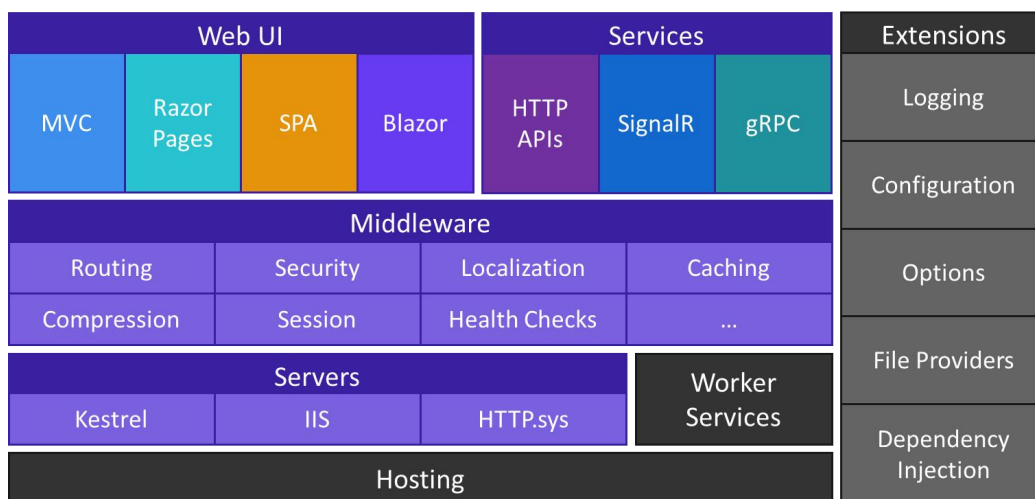 Web UI
MVC
Razor
Pages
SPA
Blazor
Services
HTTP
APIs
SignalR
gRPC
Middleware
Routing
Security
Localization
Caching
Compression
Session
Health Checks
...
Servers
Kestrel
IIS
HTTP.sys
Worker
Services
Hosting
Extensions
Logging
Configuration
Options
File Providers
Dependency
Injection